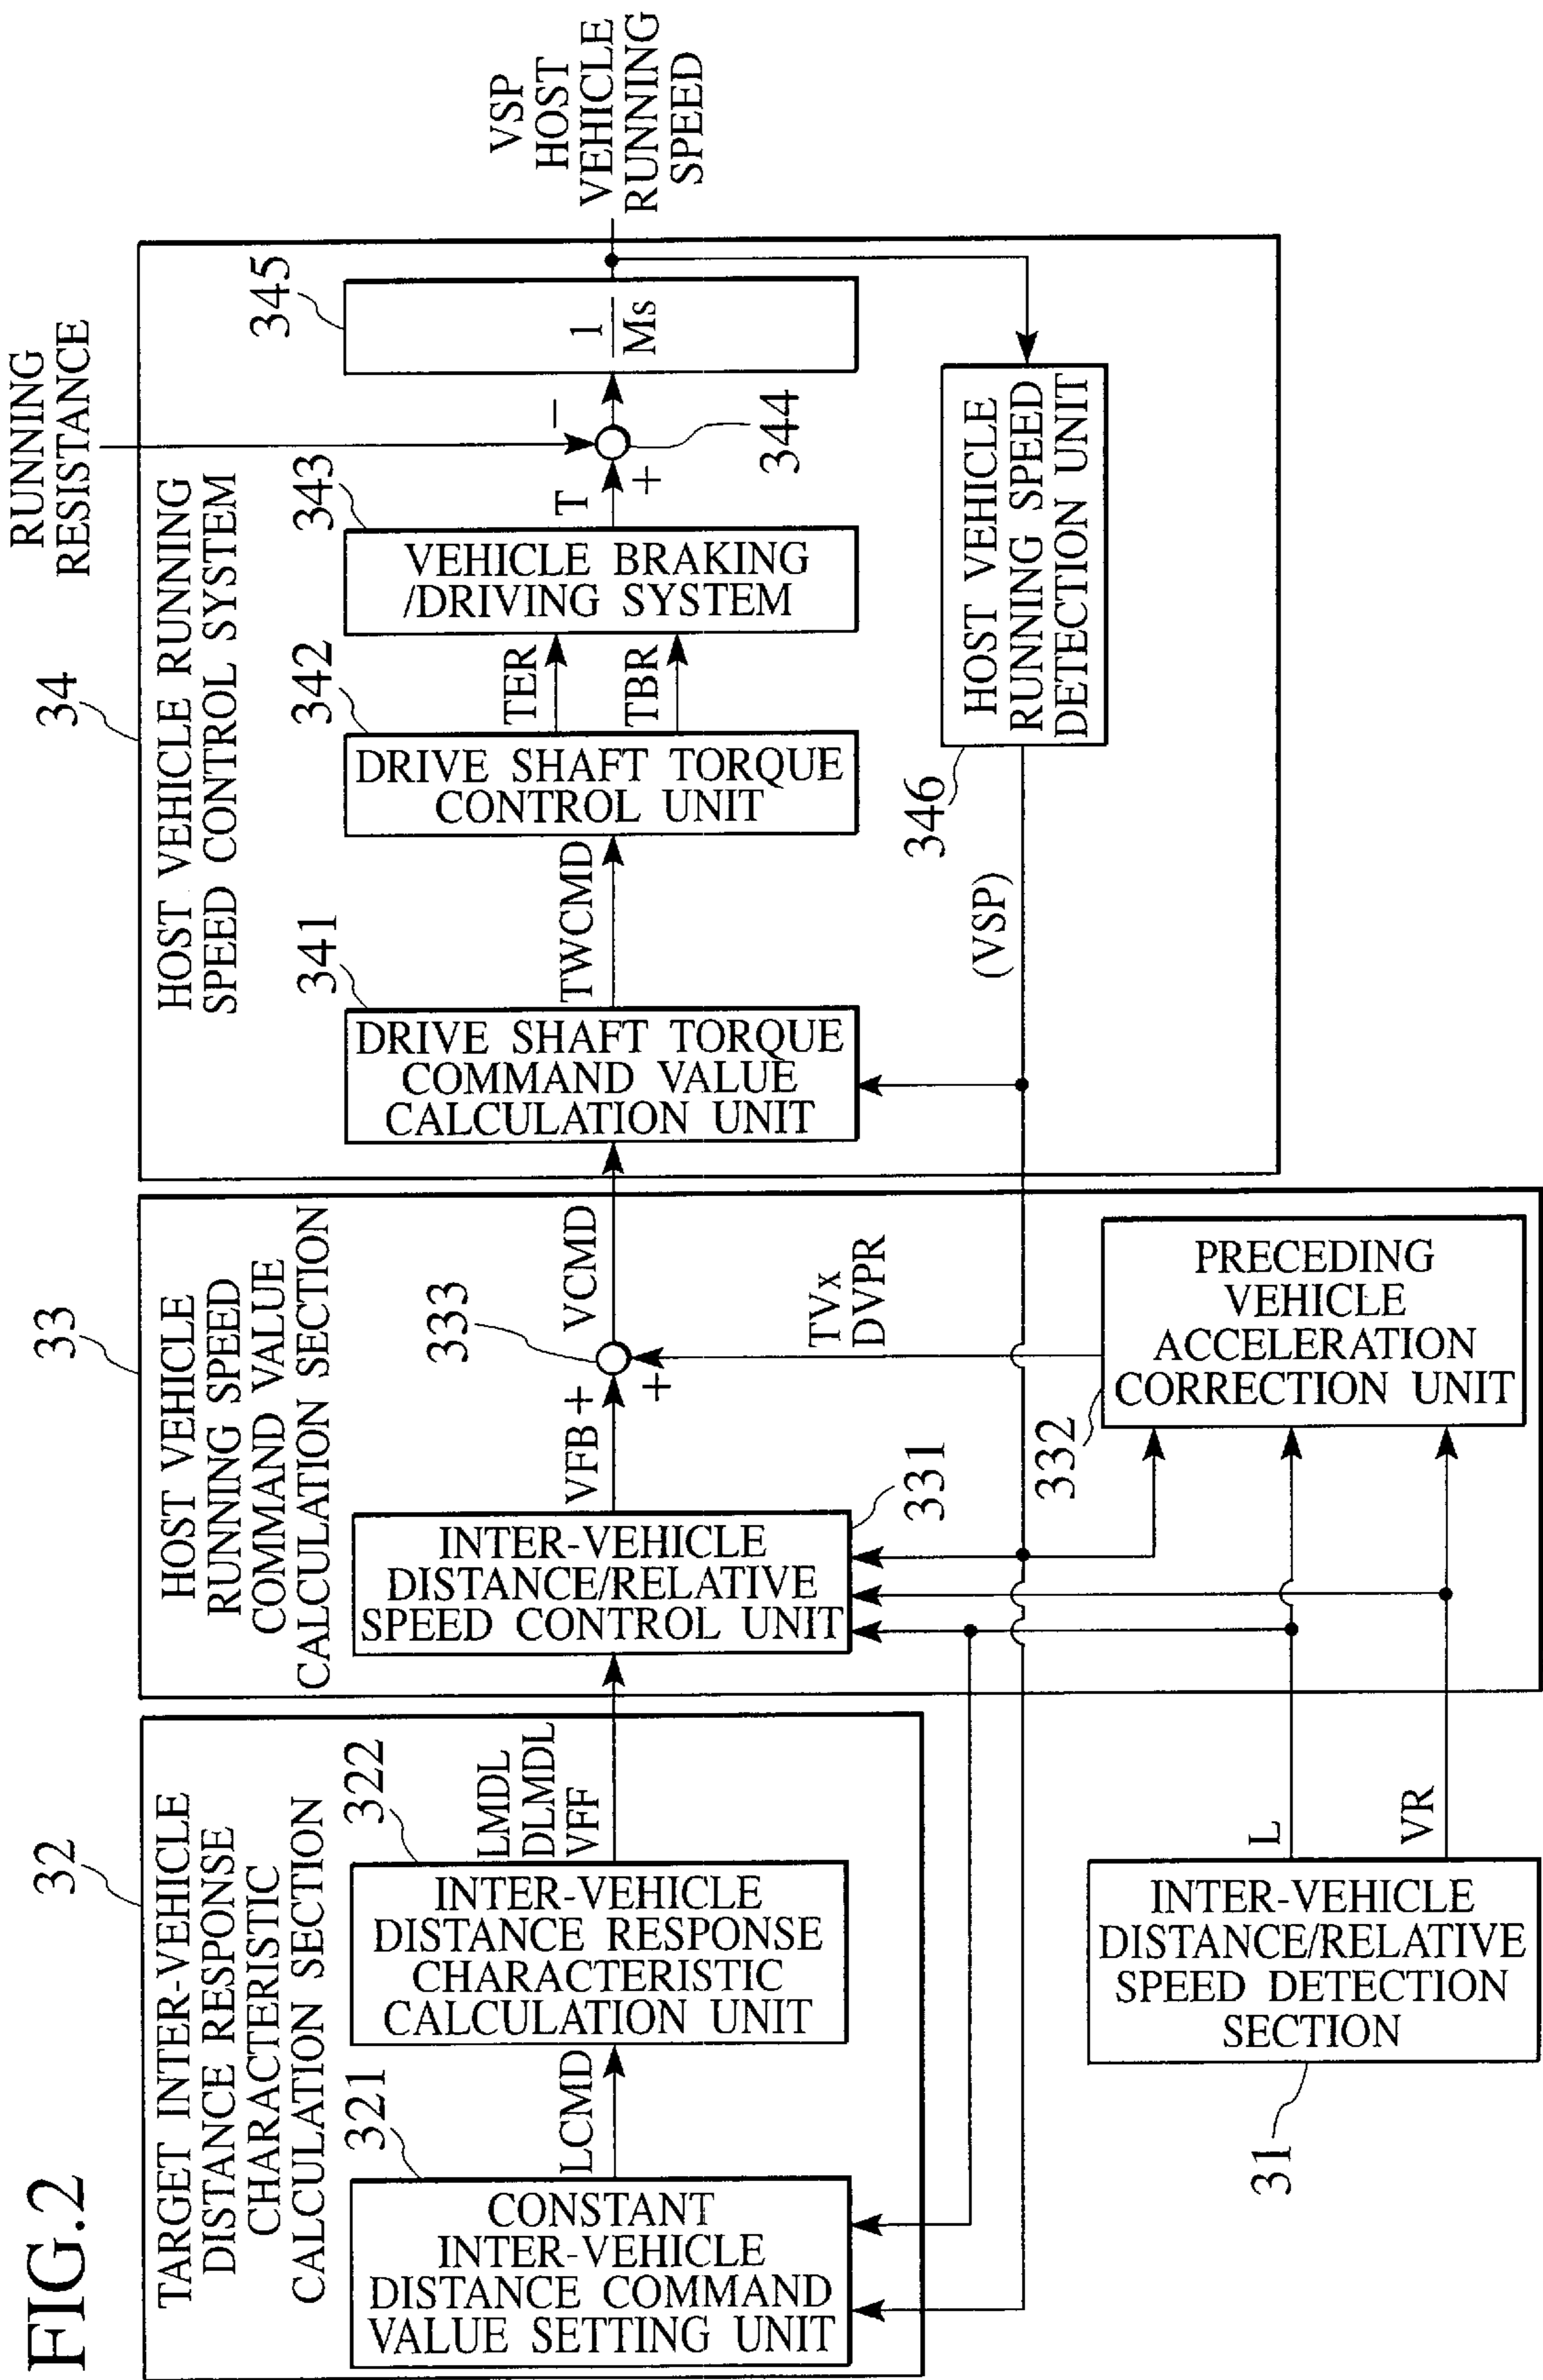 FIG.2
TARGET INTER-VEHICLE
DISTANCE RESPONSE
CHARACTERISTIC
CALCULATION SECTION
32
321
CONSTANT
INTER-VEHICLE
DISTANCE COMMAND
VALUE SETTING UNIT
LCMD
322
INTER-VEHICLE
DISTANCE RESPONSE
CHARACTERISTIC
CALCULATION UNIT
LMDL
DLMDL
VFF
31
INTER-VEHICLE
DISTANCE/RELATIVE
SPEED DETECTION
SECTION
L
VR
33
HOST VEHICLE
RUNNING SPEED
COMMAND VALUE
CALCULATION SECTION
INTER-VEHICLE
DISTANCE/RELATIVE
SPEED CONTROL UNIT
331
VFB +
+
333
VCMD
TVx
DVPR
332
PRECEDING
VEHICLE
ACCELERATION
CORRECTION UNIT
34
HOST VEHICLE RUNNING
SPEED CONTROL SYSTEM
341
DRIVE SHAFT TORQUE
COMMAND VALUE
CALCULATION UNIT
TWCMD
342
DRIVE SHAFT TORQUE
CONTROL UNIT
TER
TBR
343
VEHICLE BRAKING
/DRIVING SYSTEM
T
+
−
344
RUNNING
RESISTANCE
345
1
Ms
VSP
HOST
VEHICLE
RUNNING
SPEED
(VSP)
346
HOST VEHICLE
RUNNING SPEED
DETECTION UNIT